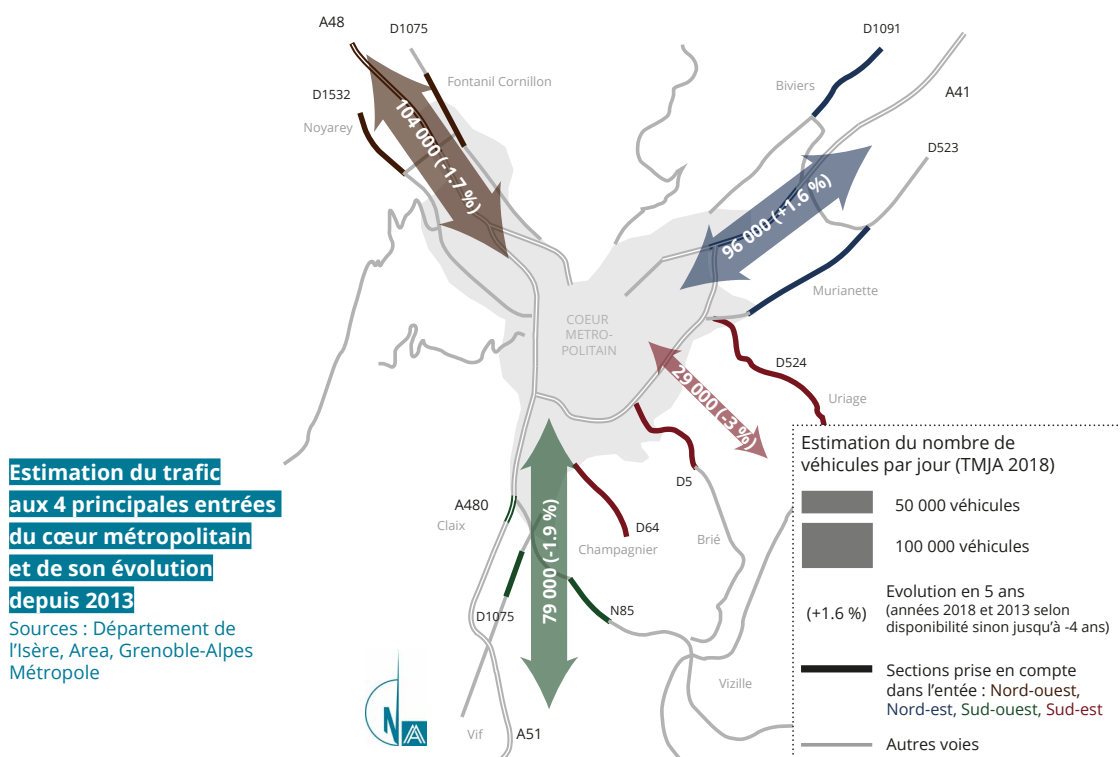 A48
D1075
D1091
Fontanil Cornillon
Biviers
A41
D1532
Noyarey
D523
104 000 (-1.7 %)
96 000 (+1.6 %)
Murianette
COEUR
METRO-
POLITAIN
D524
29 000 (-3 %)
Uriage
Estimation du trafic
aux 4 principales entrées
du cœur métropolitain
et de son évolution
depuis 2013
Sources : Département de
l'Isère, Area, Grenoble-Alpes
Métropole
D5
A480
Claix
D64
Champagnier
Brié
79 000 (-1.9 %)
D1075
N85
Vizille
Vif
A51
N
Estimation du nombre de
véhicules par jour (TMJA 2018)
50 000 véhicules
100 000 véhicules
(+1.6 %)
Evolution en 5 ans
(années 2018 et 2013 selon
disponibilité sinon jusqu'à -4 ans)
Sections prise en compte
dans l'entée : Nord-ouest,
Nord-est, Sud-ouest, Sud-est
Autres voies